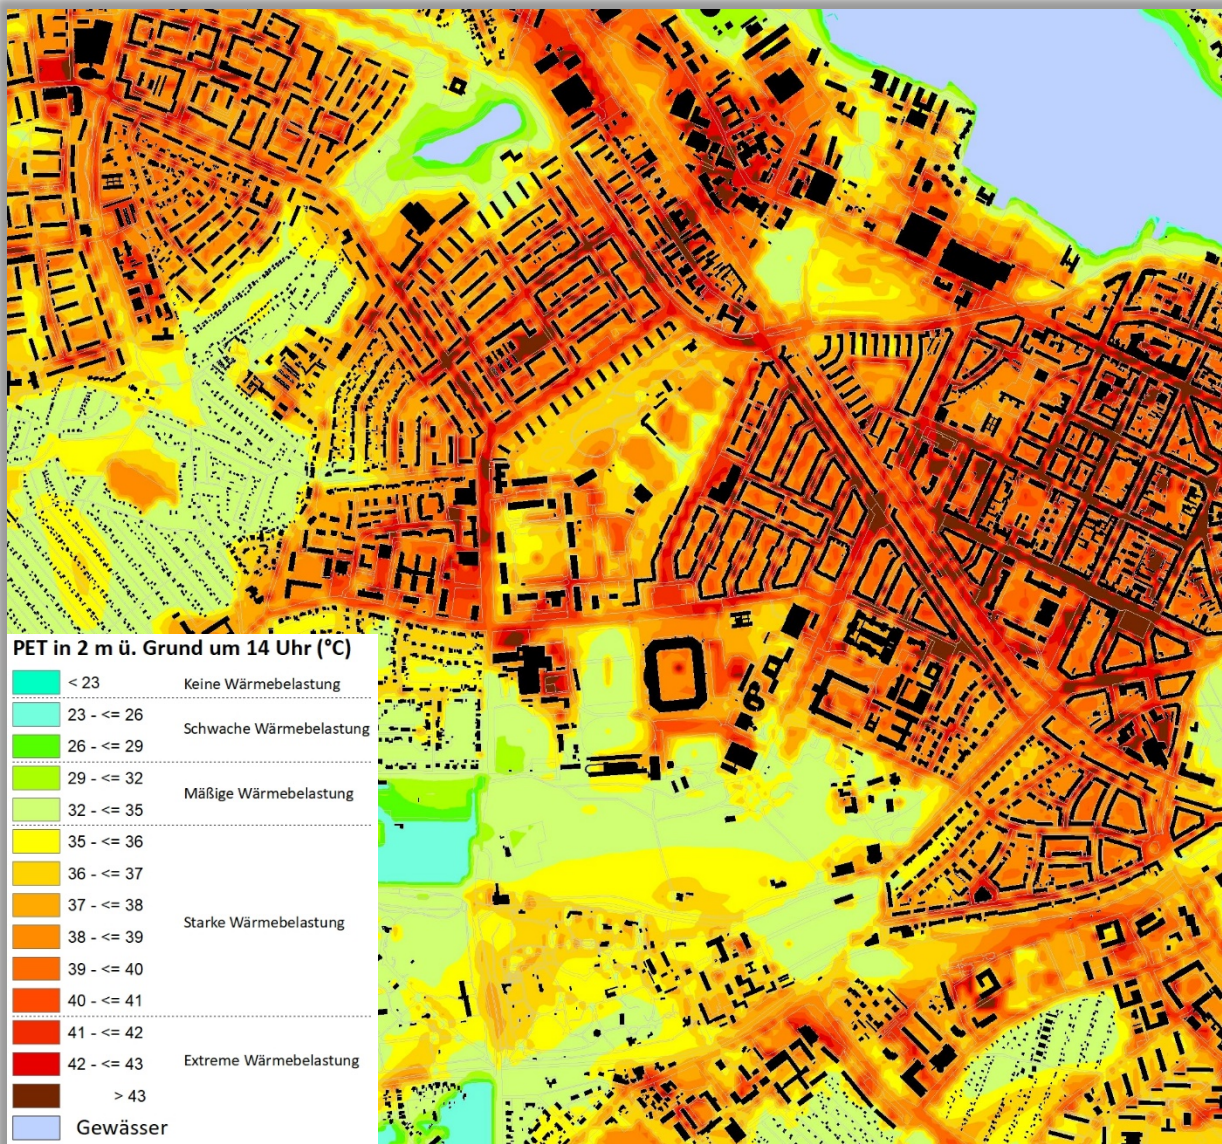 PET in 2 m ü. Grund um 14 Uhr (°C)
< 23 Keine Wärmebelastung
23 - <= 26
Schwache Wärmebelastung
26 - <= 29
29 - <= 32
Mäßige Wärmebelastung
32 - <= 35
35 - <= 36
36 - <= 37
37 - <= 38
Starke Wärmebelastung
38 - <= 39
39 - <= 40
40 - <= 41
41 - <= 42
Extreme Wärmebelastung
42 - <= 43
> 43
Gewässer